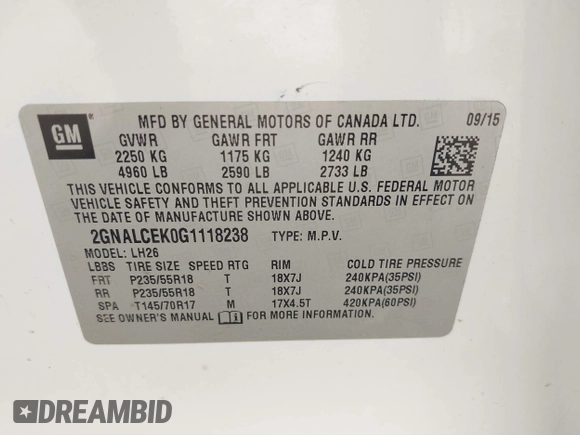 GM
MFD BY GENERAL MOTORS OF CANADA LTD. 09/15
GVWR GAWR FRT GAWR RR
2250 KG 1175 KG 1240 KG
4960 LB 2590 LB 2733 LB
THIS VEHICLE CONFORMS TO ALL APPLICABLE U.S. FEDERAL MOTOR
VEHICLE SAFETY AND THEFT PREVENTION STANDARDS IN EFFECT ON
THE DATE OF MANUFACTURE SHOWN ABOVE.
2GNALCEK0G1118238 TYPE: M.P.V.
MODEL: LH26
LBBS TIRE SIZE SPEED RTG RIM COLD TIRE PRESSURE
FRT P235/55R18 T 18X7J 240KPA(35PSI)
RR P235/55R18 T 18X7J 240KPA(35PSI)
SPA T145/70R17 M 17X4.5T 420KPA(60PSI)
SEE OWNER'S MANUAL FOR MORE INFORMATION.
DREAMBID